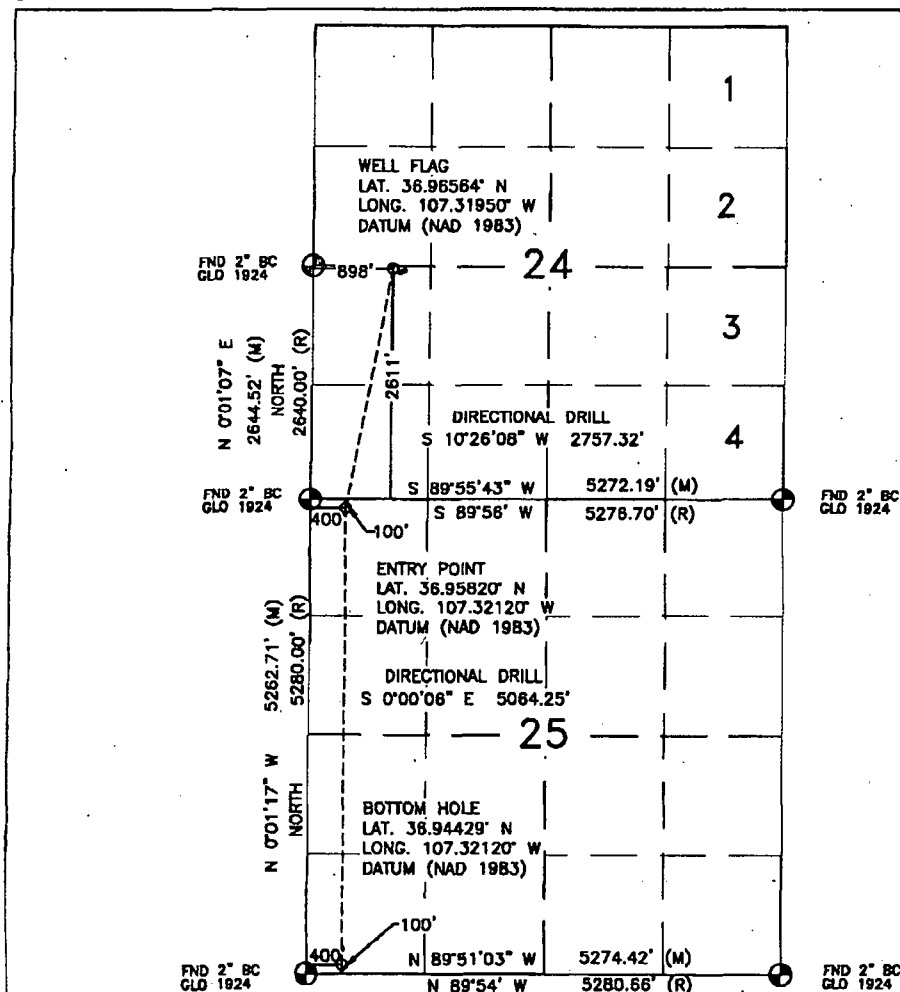 1
WELL FLAG
LAT. 36.96564° N
LONG. 107.31950° W
DATUM (NAD 1983)
2
FND 2" BC
GLO 1924
898'
24
N 0°01'07" E
2644.52' (M)
NORTH
2640.00' (R)
2611'
3
DIRECTIONAL DRILL
S 10°26'08" W 2757.32'
4
FND 2" BC
GLO 1924
S 89°55'43" W 5272.19' (M)
S 89°56' W 5276.70' (R)
FND 2" BC
GLO 1924
400'
100'
ENTRY POINT
LAT. 36.95820° N
LONG. 107.32120° W
DATUM (NAD 1983)
5262.71' (M)
5280.00' (R)
DIRECTIONAL DRILL
S 0°00'06" E 5064.25'
25
N 0°01'17" W
NORTH
BOTTOM HOLE
LAT. 36.94429° N
LONG. 107.32120° W
DATUM (NAD 1983)
100'
400'
N 89°51'03" W 5274.42' (M)
N 89°54' W 5280.66' (R)
FND 2" BC
GLO 1924
FND 2" BC
GLO 1924